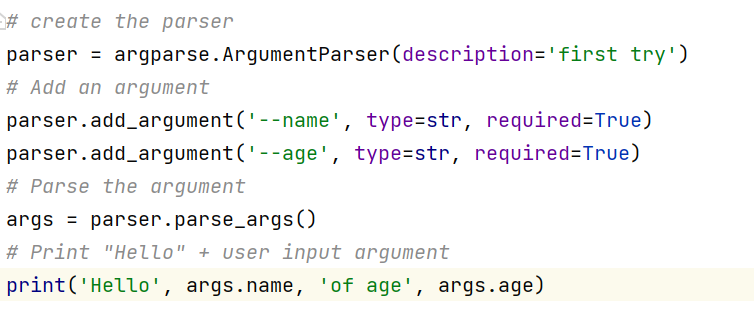 # create the parser
parser = argparse.ArgumentParser(description='first try')
# Add an argument
parser.add_argument('--name', type=str, required=True)
parser.add_argument('--age', type=str, required=True)
# Parse the argument
args = parser.parse_args()
# Print "Hello" + user input argument
print('Hello', args.name, 'of age', args.age)